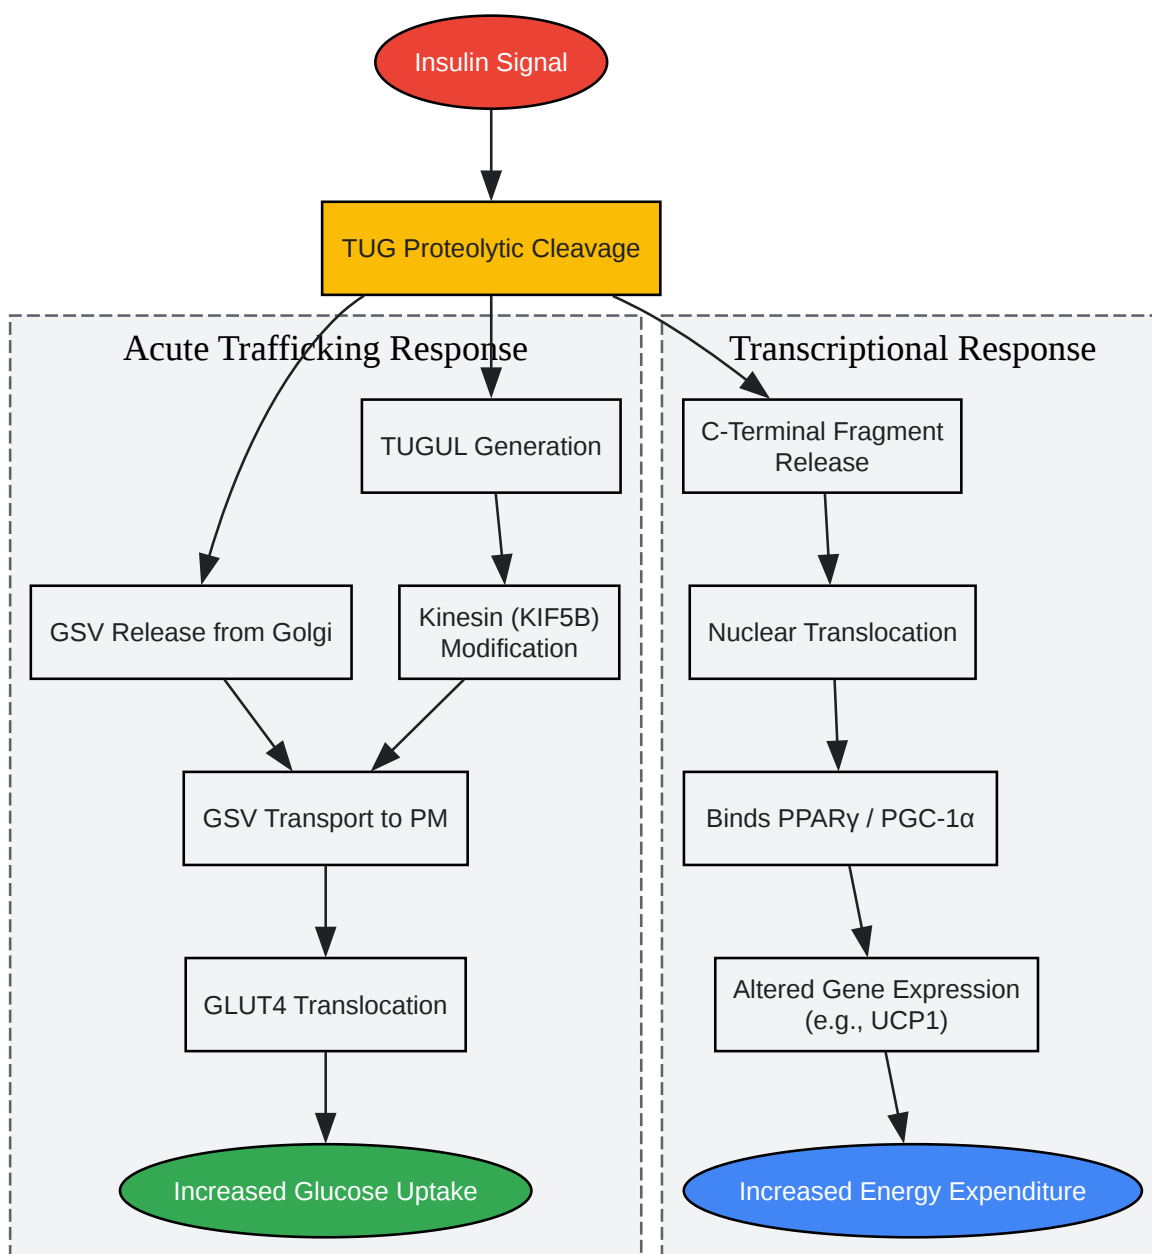 Insulin Signal
TUG Proteolytic Cleavage
Acute Trafficking Response
Transcriptional Response
TUGUL Generation
C-Terminal Fragment
Release
GSV Release from Golgi
Kinesin (KIF5B)
Modification
Nuclear Translocation
GSV Transport to PM
Binds PPARγ / PGC-1α
GLUT4 Translocation
Altered Gene Expression
(e.g., UCP1)
Increased Glucose Uptake
Increased Energy Expenditure